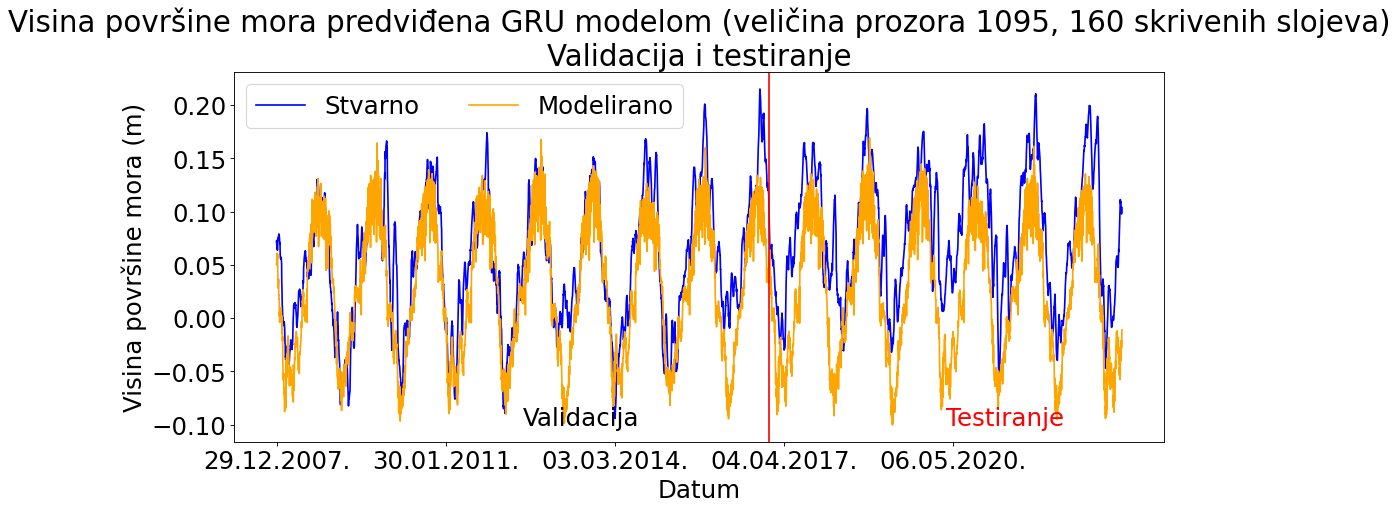 Visina površine mora predviđena GRU modelom (veličina prozora 1095, 160 skrivenih slojeva)
Validacija i testiranje
Stvarno
Modelirano
Visina površine mora (m)
0.20
0.15
0.10
0.05
0.00
−0.05
−0.10
Validacija
Testiranje
29.12.2007.
30.01.2011.
03.03.2014.
04.04.2017.
06.05.2020.
Datum